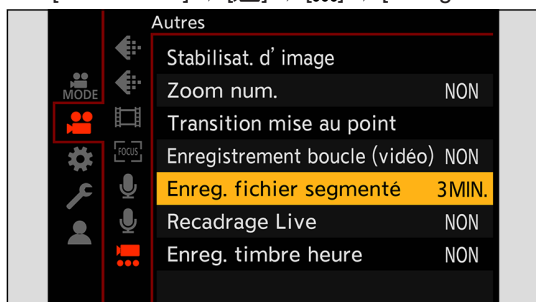 Autres
Stabilisat. d'image
MODE
Zoom num. NON
Transition mise au point
FOCUS
Enregistrement boucle (vidéo) NON
Enreg. fichier segmenté 3MIN.
Recadrage Live NON
Enreg. timbre heure NON